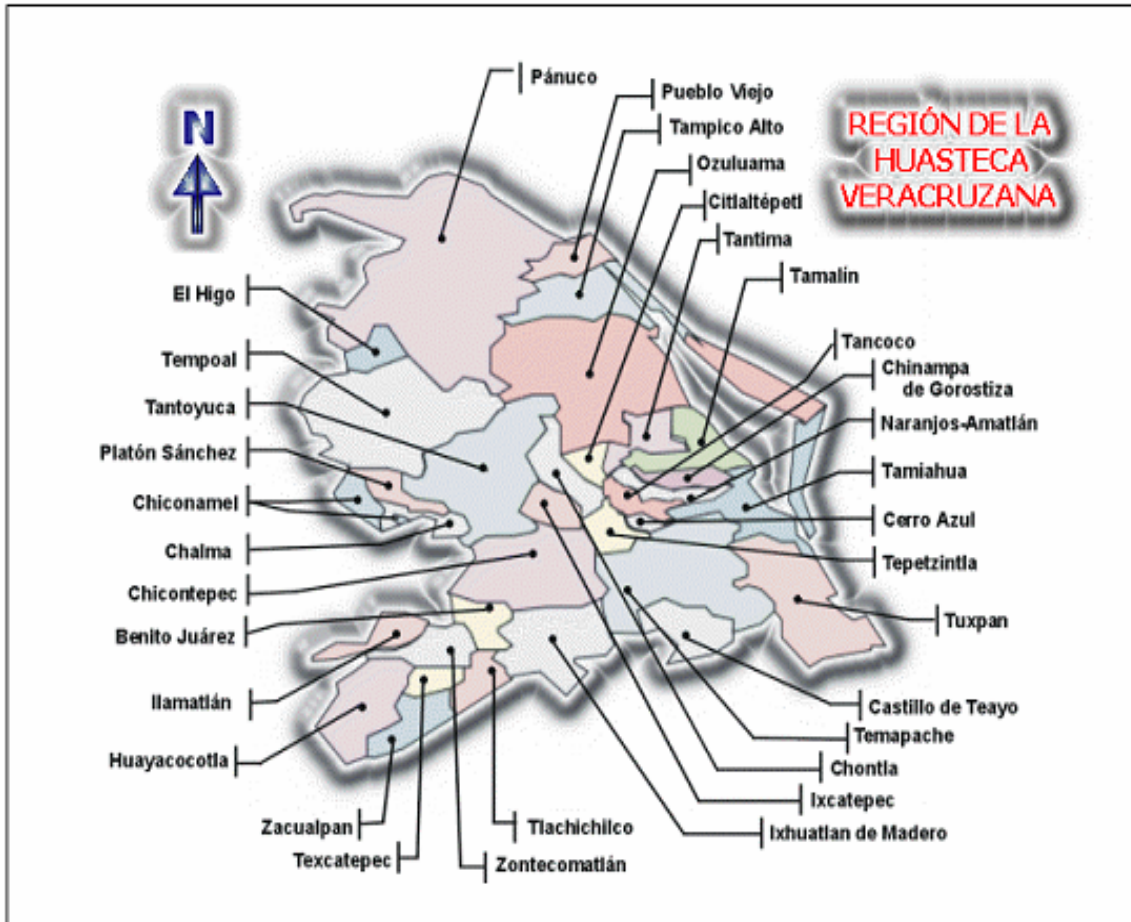 Pánuco
Pueblo Viejo
N
REGIÓN DE LA
HUASTECA
VERACRUZANA
Tampico Alto
Ozuluama
Citlaltépetl
Tantima
Tamalín
El Higo
Tancoco
Tempoal
Chinampa
de Gorostiza
Tantoyuca
Naranjos-Amatlán
Platón Sánchez
Tamiahua
Chiconamel
Cerro Azul
Chalma
Tepetzintla
Chicontepec
Tuxpan
Benito Juárez
Ilamatlán
Castillo de Teayo
Temapache
Huayacocotla
Chontla
Ixcatepec
Zacualpan
Tlachichilco
Ixhuatlan de Madero
Texcatepec
Zontecomatlán